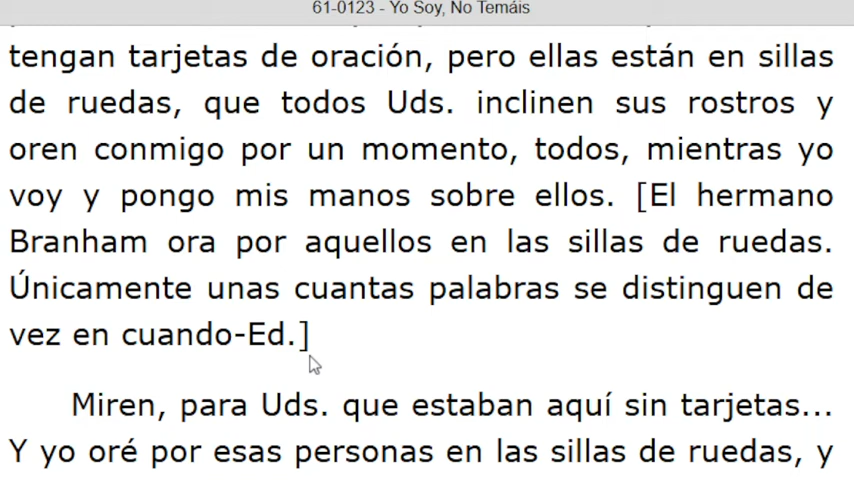 61-0123 - Yo Soy, No Temáis
tengan tarjetas de oración, pero ellas están en sillas
de ruedas, que todos Uds. inclinen sus rostros y
oren conmigo por un momento, todos, mientras yo
voy y pongo mis manos sobre ellos. [El hermano
Branham ora por aquellos en las sillas de ruedas.
Únicamente unas cuantas palabras se distinguen de
vez en cuando-Ed.]
Miren, para Uds. que estaban aquí sin tarjetas...
Y yo oré por esas personas en las sillas de ruedas, y